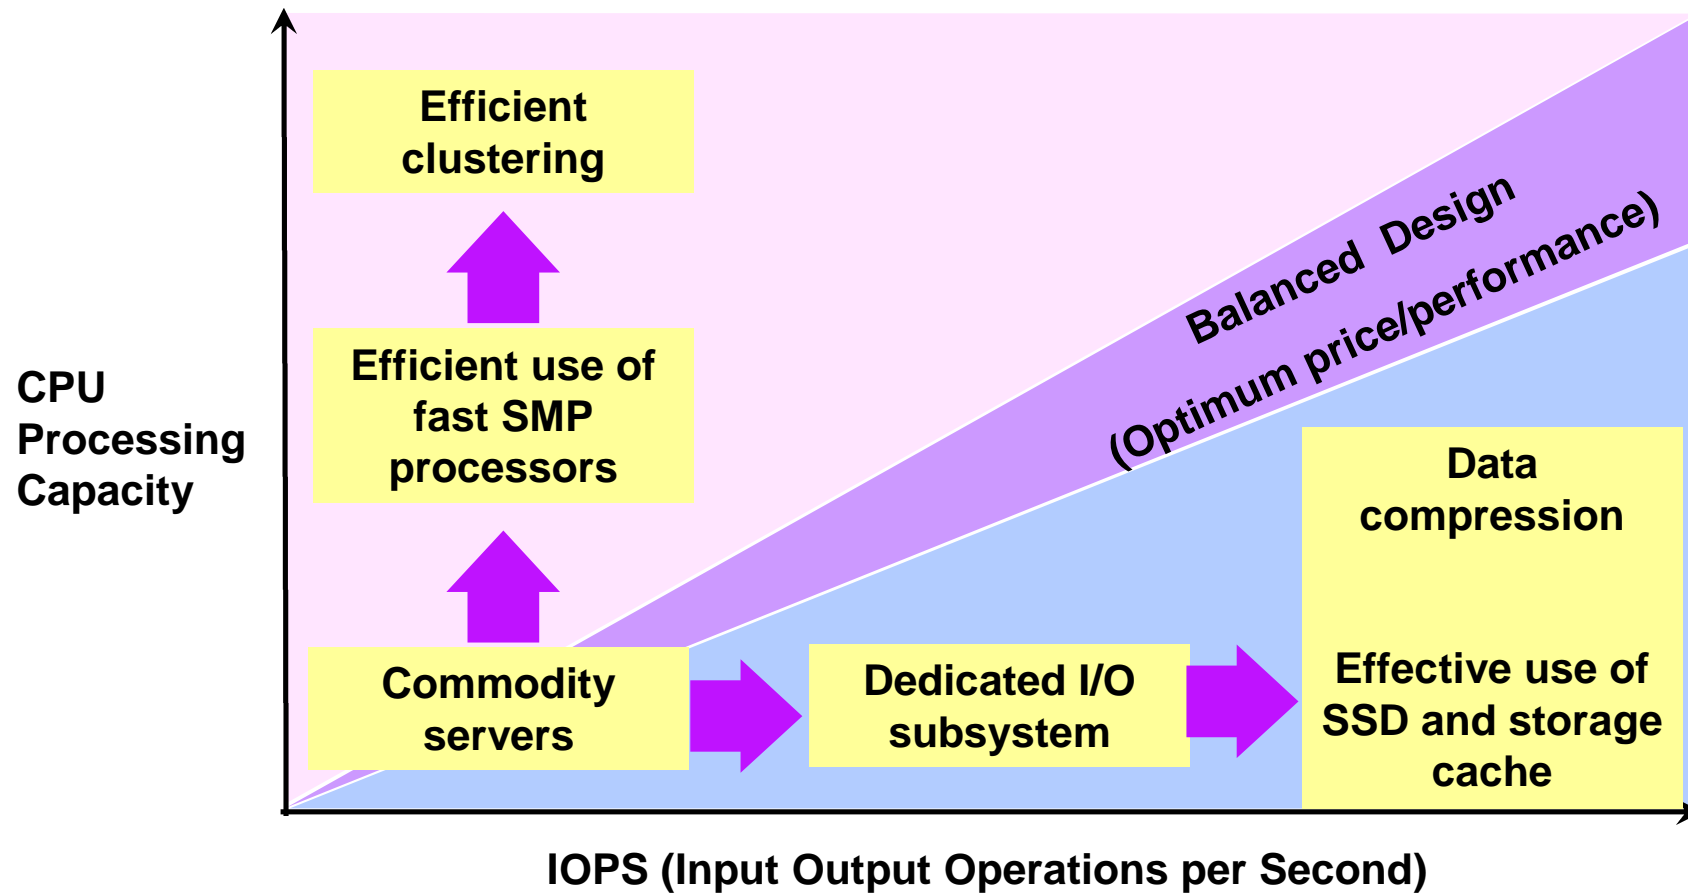 Efficient
clustering
Efficient use of
fast SMP
processors
CPU
Processing
Capacity
Balanced Design
(Optimum price/performance)
Data
compression
Commodity
servers
Dedicated I/O
subsystem
Effective use of
SSD and storage
cache
IOPS (Input Output Operations per Second)